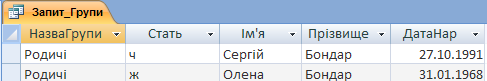 Запит_Групи
НазваГрупи Стать Ім'я Прізвище ДатаНар
Родичі ч Сергій Бондар 27.10.1991
Родичі ж Олена Бондар 31.01.1968